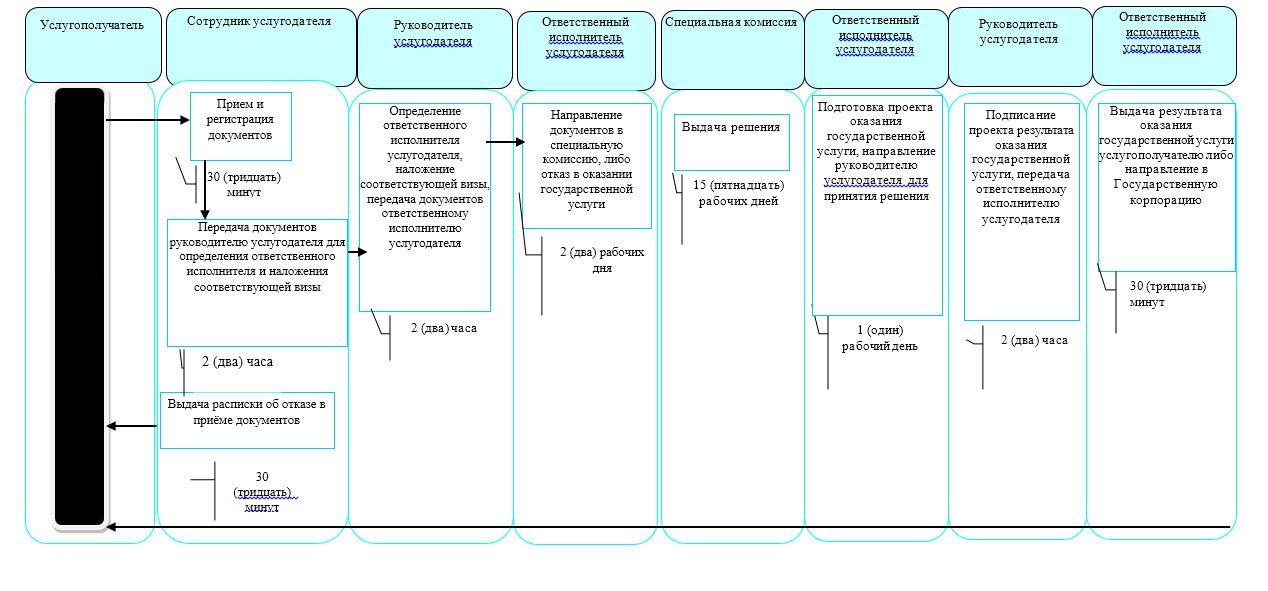 Услугополучатель
Сотрудник услугодателя
Руководитель
услугодателя
Ответственный
исполнитель
услугодателя
Специальная комиссия
Ответственный
исполнитель
услугодателя
Руководитель
услугодателя
Ответственный
исполнитель
услугодателя
Прием и
регистрация
документов
30 (тридцать)
минут
Передача документов
руководителю услугодателя для
определения ответственного
исполнителя и наложения
соответствующей визы
2 (два) часа
Выдача расписки об отказе в
приёме документов
30
(тридцать)
минут
Определение
ответственного
исполнителя
услугодателя,
наложение
соответствующей визы,
передача документов
ответственному
исполнителю
услугодателя
2 (два) часа
Направление
документов в
специальную
комиссию, либо
отказ в оказании
государственной
услуги
2 (два) рабочих
дня
Выдача решения
15 (пятнадцать)
рабочих дней
Подготовка проекта
оказания
государственной
услуги, направление
руководителю
услугодателя для
принятия решения
1 (один)
рабочий день
Подписание
проекта результата
оказания
государственной
услуги, передача
ответственному
исполнителю
услугодателя
2 (два) часа
Выдача результата
оказания
государственной услуги
услугополучателю либо
направление в
Государственную
корпорацию
30 (тридцать)
минут